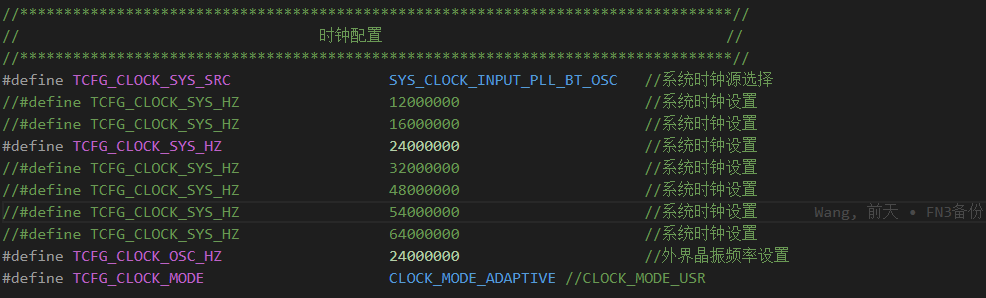 //********************************************************************************//
// 时钟配置 //
//********************************************************************************//
#define TCFG_CLOCK_SYS_SRC SYS_CLOCK_INPUT_PLL_BT_OSC //系统时钟源选择
//#define TCFG_CLOCK_SYS_HZ 12000000 //系统时钟设置
//#define TCFG_CLOCK_SYS_HZ 16000000 //系统时钟设置
#define TCFG_CLOCK_SYS_HZ 24000000 //系统时钟设置
//#define TCFG_CLOCK_SYS_HZ 32000000 //系统时钟设置
//#define TCFG_CLOCK_SYS_HZ 48000000 //系统时钟设置
//#define TCFG_CLOCK_SYS_HZ 54000000 //系统时钟设置 Wang, 前天 • FN3备份
//#define TCFG_CLOCK_SYS_HZ 64000000 //系统时钟设置
#define TCFG_CLOCK_OSC_HZ 24000000 //外界晶振频率设置
#define TCFG_CLOCK_MODE CLOCK_MODE_ADAPTIVE //CLOCK_MODE_USR